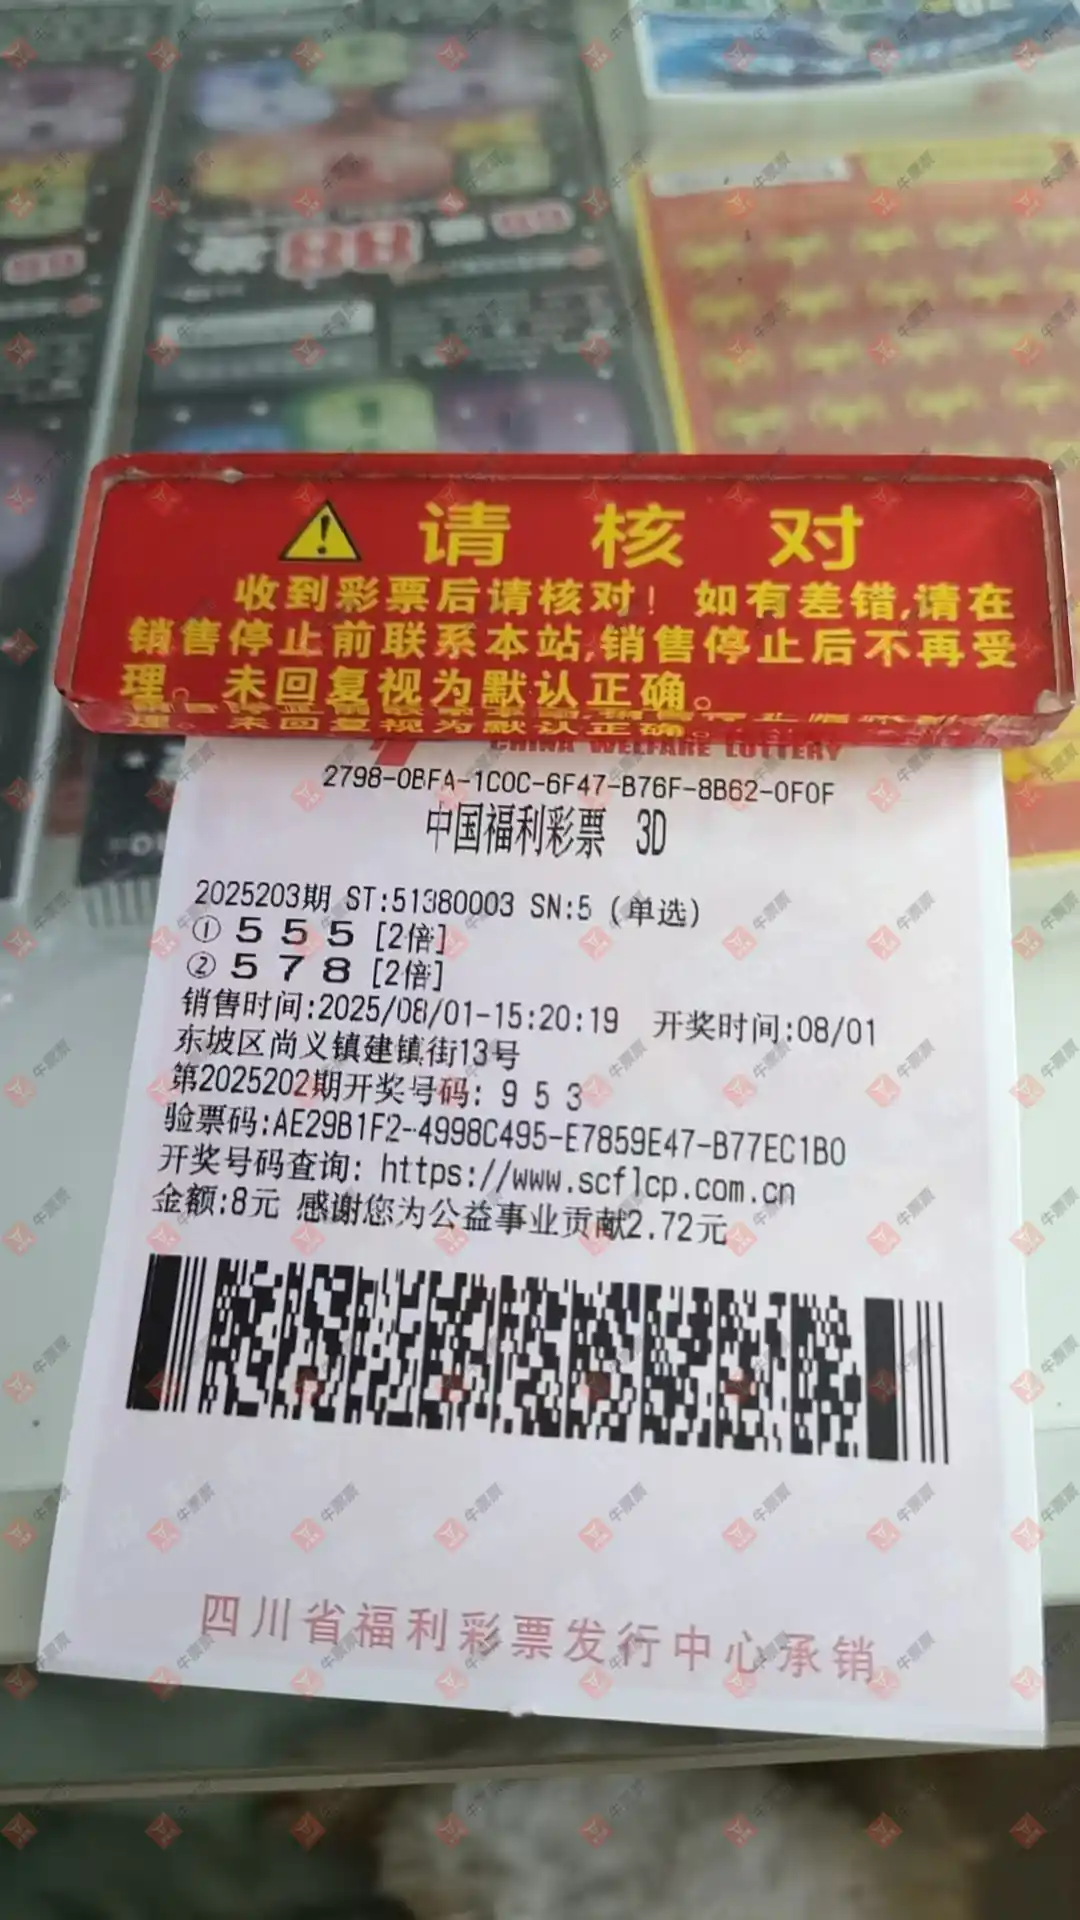 请核对
收到彩票后请核对！如有差错,请在
销售停止前联系本站,销售停止后不再受
理。未回复视为默认正确。
CHINA WELFARE LOTTERY
2798-0BFA-1C0C-6F47-B76F-8B62-0F0F
中国福利彩票 3D
2025203期 ST:51380003 SN:5 (单选)
① 5 5 5 [2倍]
② 5 7 8 [2倍]
销售时间:2025/08/01-15:20:19 开奖时间:08/01
东坡区尚义镇建镇街13号
第2025202期开奖号码: 9 5 3
验票码:AE29B1F2-4998C495-E7859E47-B77EC1B0
开奖号码查询: https://www.scflcp.com.cn
金额:8元 感谢您为公益事业贡献2.72元
四川省福利彩票发行中心承销
牛票票